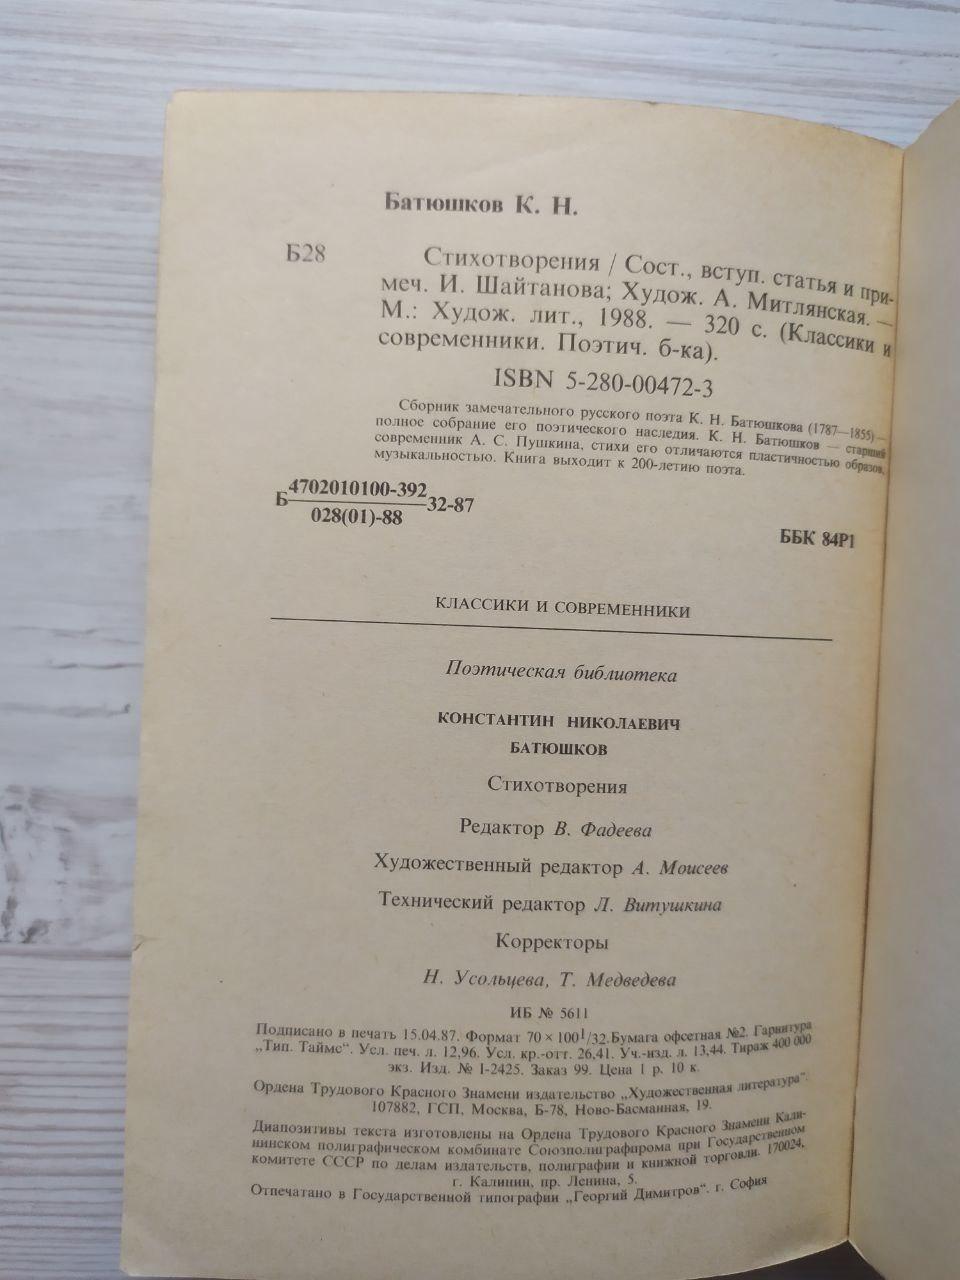 Батюшков К. Н.
Б28
Стихотворения / Сост., вступ. статья и при-
меч. И. Шайтанова; Худож. А. Митлянская. —
М.: Худож. лит., 1988. — 320 с. (Классики и
современники. Поэтич. б-ка).
ISBN 5-280-00472-3
Сборник замечательного русского поэта К. Н. Батюшкова (1787—1855) —
полное собрание его поэтического наследия. К. Н. Батюшков — старший
современник А. С. Пушкина, стихи его отличаются пластичностью образов,
музыкальностью. Книга выходит к 200-летию поэта.
Б 4702010100-392 32-87
028(01)-88
ББК 84Р1
КЛАССИКИ И СОВРЕМЕННИКИ
Поэтическая библиотека
КОНСТАНТИН НИКОЛАЕВИЧ
БАТЮШКОВ
Стихотворения
Редактор В. Фадеева
Художественный редактор А. Моисеев
Технический редактор Л. Витушкина
Корректоры
Н. Усольцева, Т. Медведева
ИБ № 5611
Подписано в печать 15.04.87. Формат 70 × 100 1/32. Бумага офсетная №2. Гарнитура
„Тип. Таймс“. Усл. печ. л. 12,96. Усл. кр.-отт. 26,41. Уч.-изд. л. 13,44. Тираж 400 000
экз. Изд. № I-2425. Заказ 99. Цена 1 р. 10 к.
Ордена Трудового Красного Знамени издательство „Художественная литература“.
107882, ГСП, Москва, Б-78, Ново-Басманная, 19.
Диапозитивы текста изготовлены на Ордена Трудового Красного Знамени Кали-
нинском полиграфическом комбинате Союзполиграфпрома при Государственном
комитете СССР по делам издательств, полиграфии и книжной торговли. 170024,
г. Калинин, пр. Ленина, 5.
Отпечатано в Государственной типографии „Георгий Димитров“. г. София